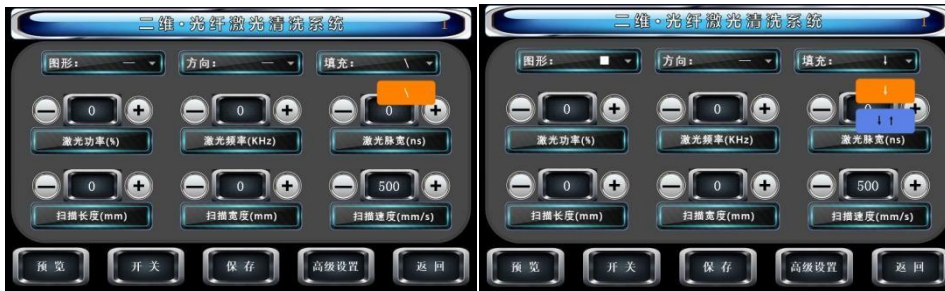 二维·光纤激光清洗系统 1
图形： — 方向： — 填充： \
\
0 0 0
激光功率(%) 激光频率(KHz) 激光脉宽(ns)
0 0 500
扫描长度(mm) 扫描宽度(mm) 扫描速度(mm/s)
预览 开关 保存 高级设置 返回
二维·光纤激光清洗系统 1
图形： ■ 方向： — 填充： ↓
↓
0 0
↓↑
激光功率(%) 激光频率(KHz) 激光脉宽(ns)
0 0 500
扫描长度(mm) 扫描宽度(mm) 扫描速度(mm/s)
预览 开关 保存 高级设置 返回